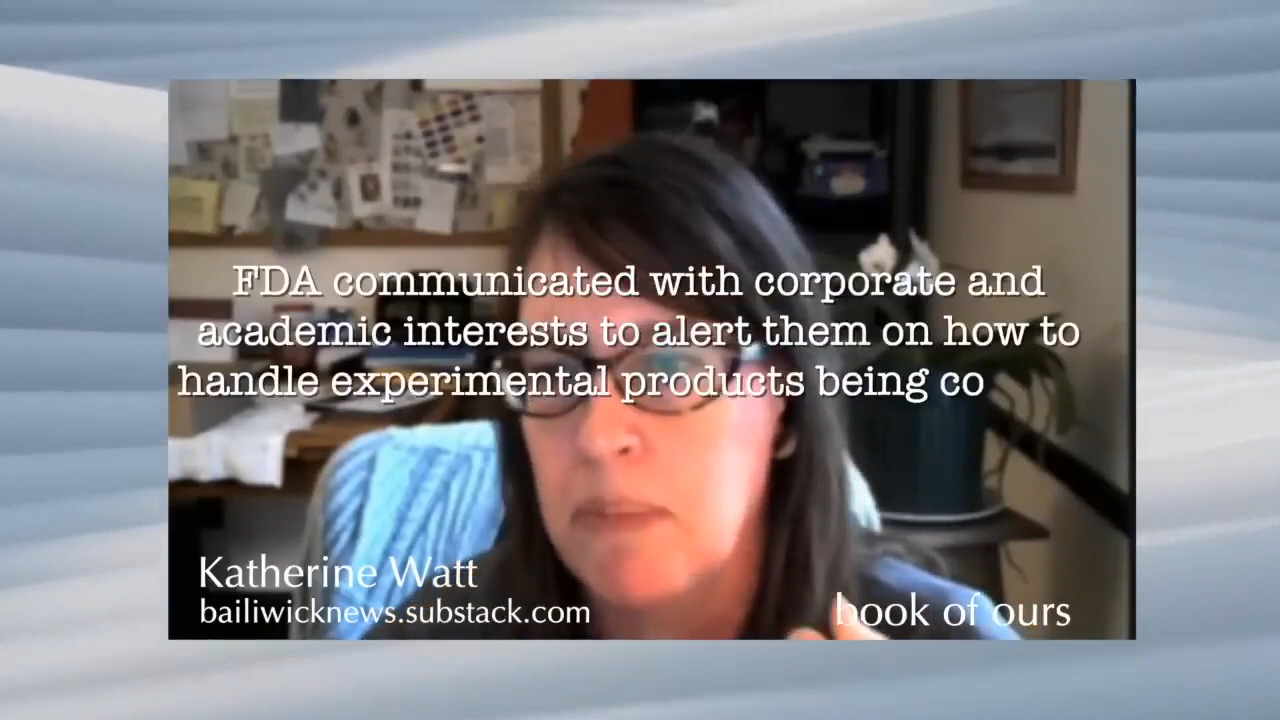 FDA communicated with corporate and
academic interests to alert them on how to
handle experimental products being co
Katherine Watt
bailiwicknews.substack.com
book of ours